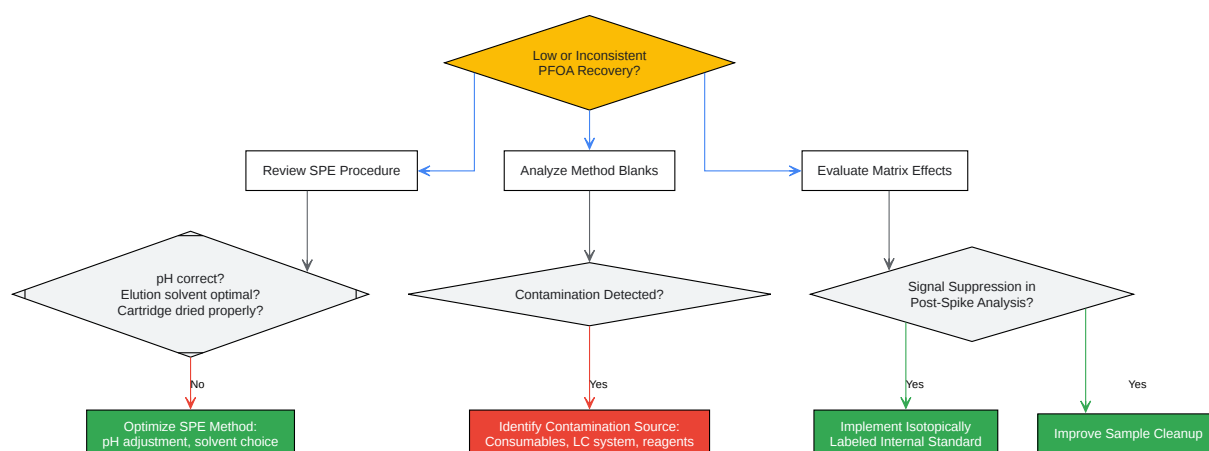 Low or Inconsistent
PFOA Recovery?
Review SPE Procedure
Analyze Method Blanks
Evaluate Matrix Effects
pH correct?
Elution solvent optimal?
Cartridge dried properly?
Contamination Detected?
Signal Suppression in
Post-Spike Analysis?
No
Yes
Yes
Yes
Optimize SPE Method:
pH adjustment, solvent choice
Identify Contamination Source:
Consumables, LC system, reagents
Implement Isotopically
Labeled Internal Standard
Improve Sample Cleanup